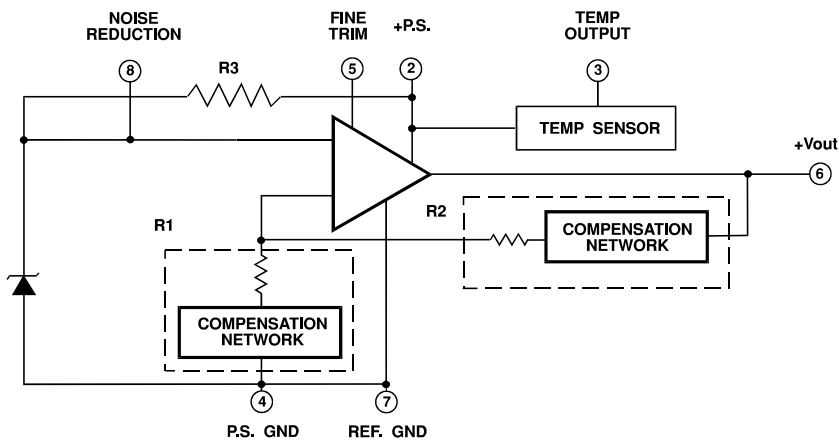 NOISE
REDUCTION
FINE
TRIM
+P.S.
TEMP
OUTPUT
8
R3
5
2
3
TEMP SENSOR
+Vout
6
R1
R2
COMPENSATION
NETWORK
COMPENSATION
NETWORK
4
7
P.S. GND
REF. GND